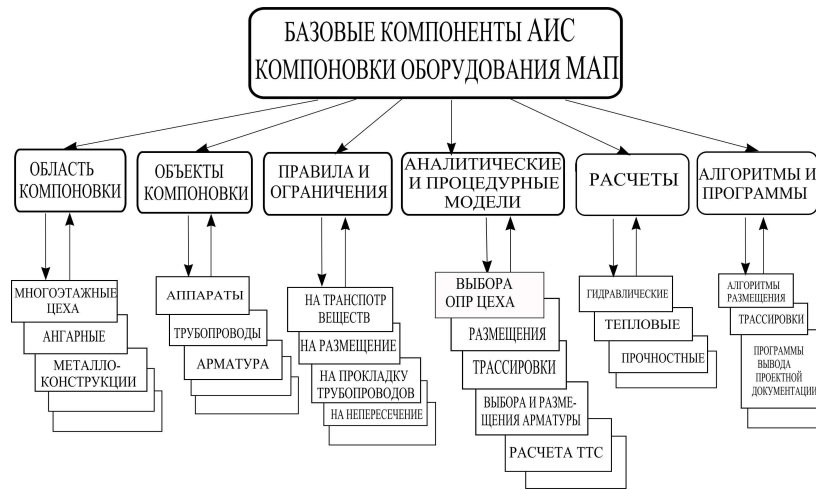 БАЗОВЫЕ КОМПОНЕНТЫ АИС
КОМПОНОВКИ ОБОРУДОВАНИЯ МАП
ОБЛАСТЬ
КОМПОНОВКИ
ОБЪЕКТЫ
КОМПОНОВКИ
ПРАВИЛА И
ОГРАНИЧЕНИЯ
АНАЛИТИЧЕСКИЕ
И ПРОЦЕДУРНЫЕ
МОДЕЛИ
РАСЧЕТЫ
АЛГОРИТМЫ И
ПРОГРАММЫ
МНОГОЭТАЖНЫЕ
ЦЕХА
АНГАРНЫЕ
МЕТАЛЛО-
КОНСТРУКЦИИ
АППАРАТЫ
ТРУБОПРОВОДЫ
АРМАТУРА
НА ТРАНСПОТР
ВЕЩЕСТВ
НА РАЗМЕЩЕНИЕ
НА ПРОКЛАДКУ
ТРУБОПРОВОДОВ
НА НЕПЕРЕСЕЧЕНИЕ
ВЫБОРА
ОПР ЦЕХА
РАЗМЕЩЕНИЯ
ТРАССИРОВКИ
ВЫБОРА И РАЗМЕ-
ЩЕНИЯ АРМАТУРЫ
РАСЧЕТА ТТС
ГИДРАВЛИЧЕСКИЕ
ТЕПЛОВЫЕ
ПРОЧНОСТНЫЕ
АЛГОРИТМЫ
РАЗМЕЩЕНИЯ
ТРАССИРОВКИ
ПРОГРАММЫ
ВЫВОДА
ПРОЕКТНОЙ
ДОКУМЕНТАЦИИ